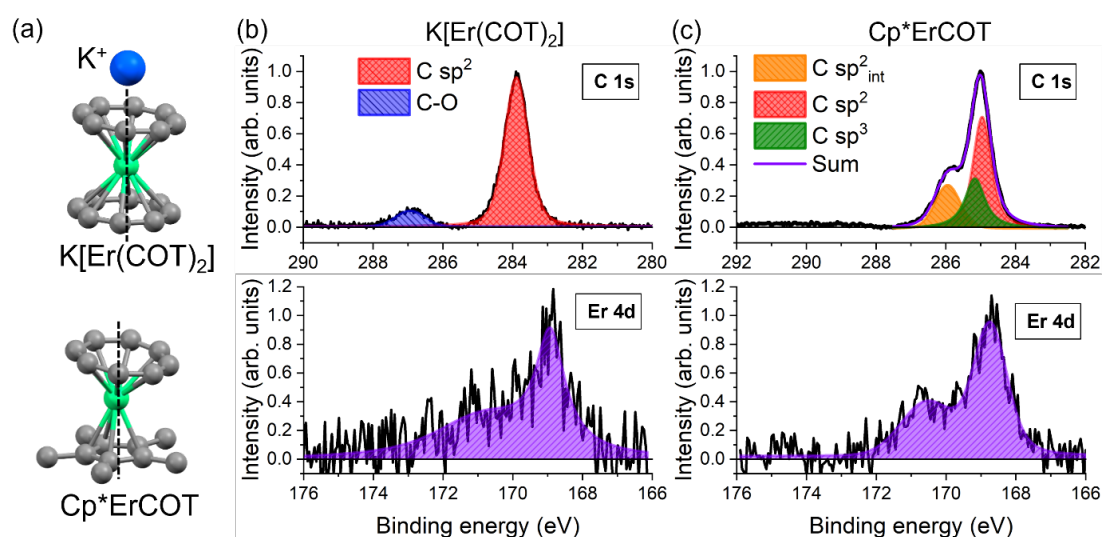 (a)
K+
K[Er(COT)2]
Cp*ErCOT
(b)
K[Er(COT)2]
C sp2
C-O
C 1s
Intensity (arb. units)
1.0
0.8
0.6
0.4
0.2
0.0
290 288 286 284 282 280
Er 4d
Intensity (arb. units)
1.2
1.0
0.8
0.6
0.4
0.2
0.0
176 174 172 170 168 166
Binding energy (eV)
(c)
Cp*ErCOT
C sp2int
C sp2
C sp3
Sum
C 1s
Intensity (arb. units)
1.0
0.8
0.6
0.4
0.2
0.0
292 290 288 286 284 282
Er 4d
Intensity (arb. units)
1.2
1.0
0.8
0.6
0.4
0.2
0.0
176 174 172 170 168 166
Binding energy (eV)